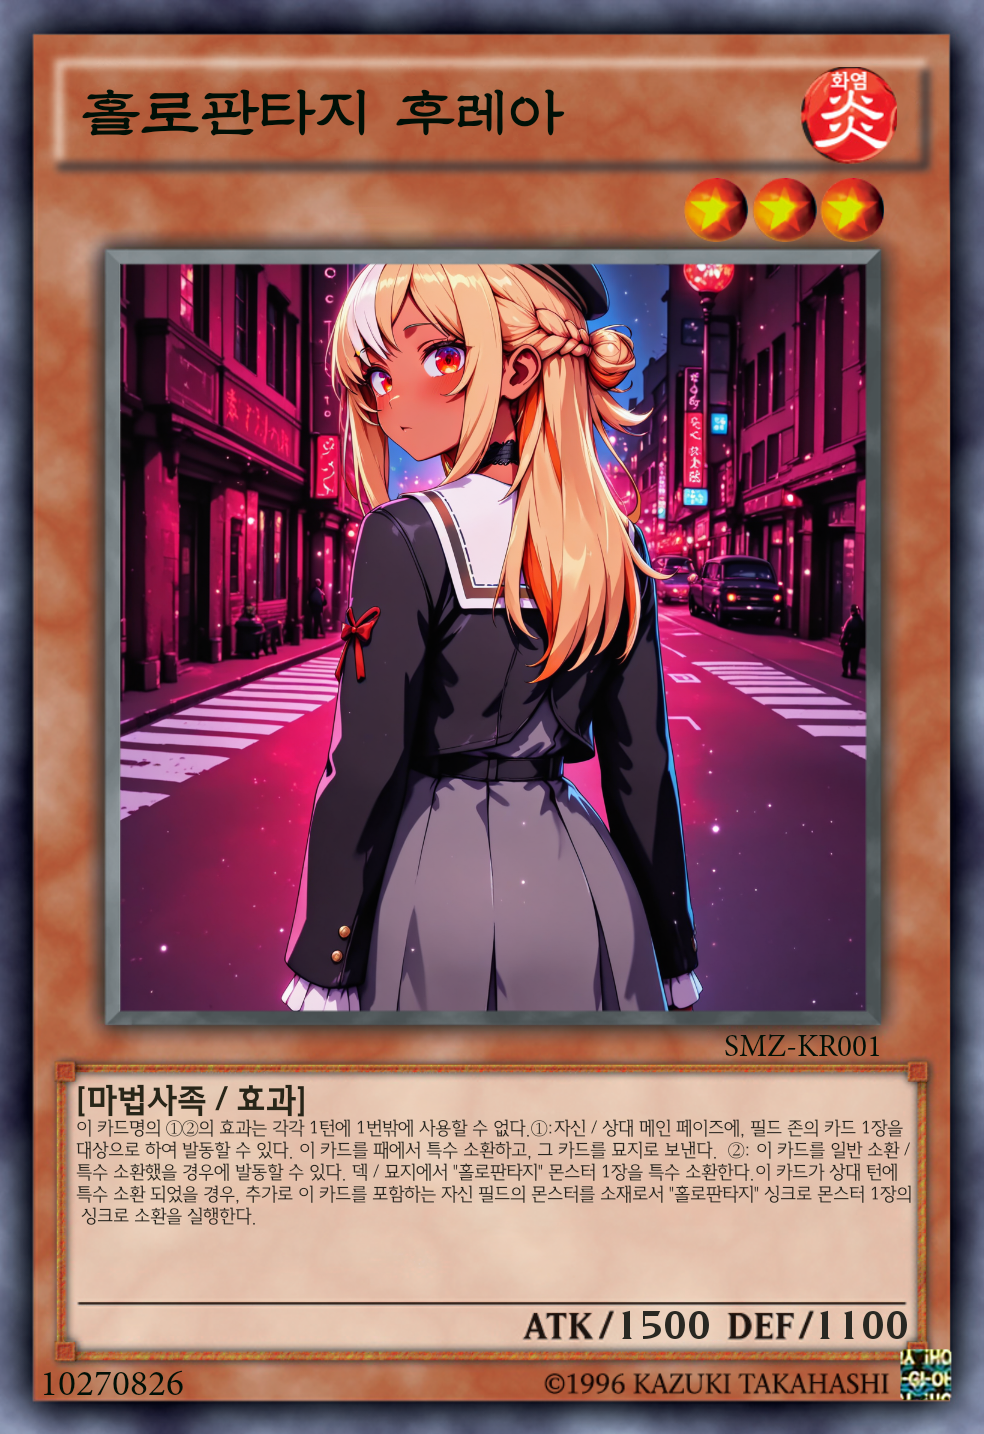 홀로판타지 후레아
화염
炎
SMZ-KR001
[마법사족 / 효과]
이 카드명의 ①②의 효과는 각각 1턴에 1번밖에 사용할 수 없다.①:자신 / 상대 메인 페이즈에, 필드 존의 카드 1장을
대상으로 하여 발동할 수 있다. 이 카드를 패에서 특수 소환하고, 그 카드를 묘지로 보낸다. ②: 이 카드를 일반 소환 /
특수 소환했을 경우에 발동할 수 있다. 덱 / 묘지에서 "홀로판타지" 몬스터 1장을 특수 소환한다.이 카드가 상대 턴에
특수 소환 되었을 경우, 추가로 이 카드를 포함하는 자신 필드의 몬스터를 소재로서 "홀로판타지" 싱크로 몬스터 1장의
싱크로 소환을 실행한다.
ATK/1500 DEF/1100
10270826
©1996 KAZUKI TAKAHASHI